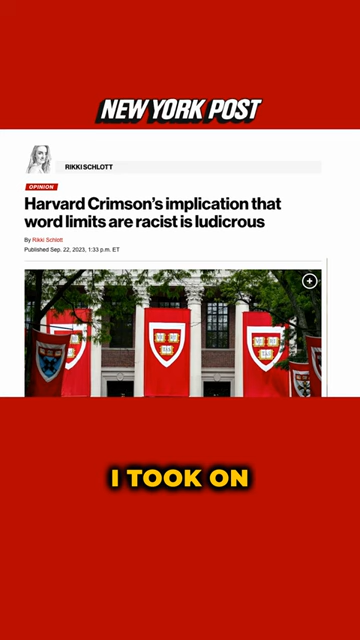 NEW YORK POST
RIKKI SCHLOTT
OPINION
Harvard Crimson's implication that
word limits are racist is ludicrous
By Rikki Schlott
Published Sep. 22, 2023, 1:33 p.m. ET
I TOOK ON